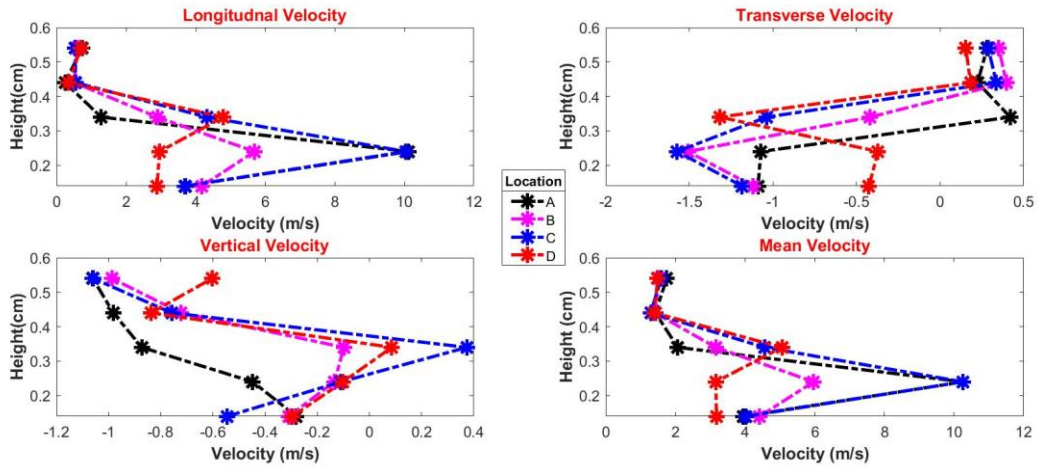 Longitudnal Velocity
Height(cm)
0.6
0.5
0.4
0.3
0.2
0 2 4 6 8 10 12
Velocity (m/s)
Transverse Velocity
Height(cm)
0.6
0.5
0.4
0.3
0.2
-2 -1.5 -1 -0.5 0 0.5
Velocity (m/s)
Location
A
B
C
D
Vertical Velocity
Height(cm)
0.6
0.5
0.4
0.3
0.2
-1.2 -1 -0.8 -0.6 -0.4 -0.2 0 0.2 0.4
Velocity (m/s)
Mean Velocity
Height (cm)
0.6
0.5
0.4
0.3
0.2
0 2 4 6 8 10 12
Velocity (m/s)